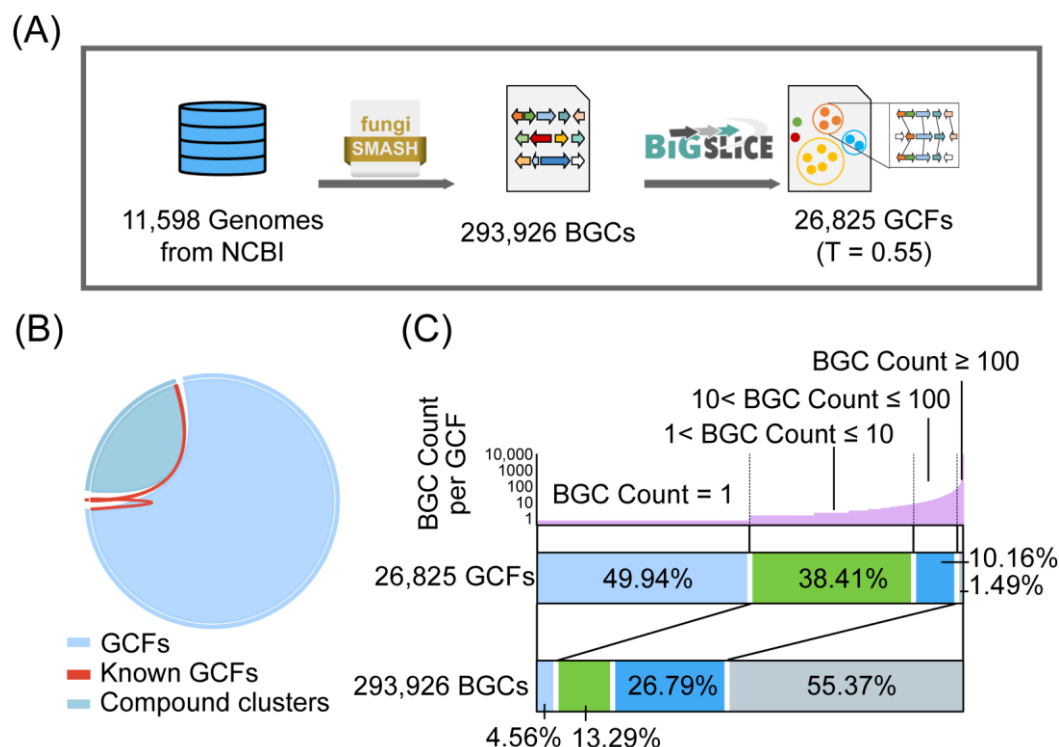 (A)
fungi
SMASH
BiG SLICE
11,598 Genomes
from NCBI
293,926 BGCs
26,825 GCFs
(T = 0.55)
(B)
GCFs
Known GCFs
Compound clusters
(C)
BGC Count ≥ 100
10< BGC Count ≤ 100
1< BGC Count ≤ 10
BGC Count = 1
BGC Count
per GCF
10,000
1000
100
10
1
26,825 GCFs
49.94%
38.41%
10.16%
1.49%
293,926 BGCs
26.79%
55.37%
4.56%
13.29%